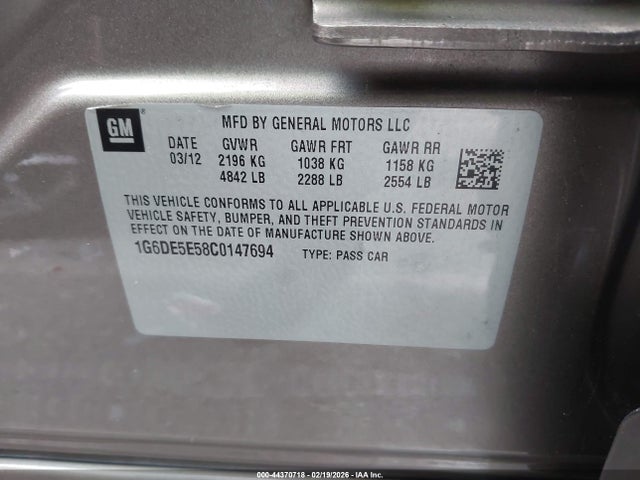 GM
MFD BY GENERAL MOTORS LLC
DATE GVWR GAWR FRT GAWR RR
03/12 2196 KG 1038 KG 1158 KG
4842 LB 2288 LB 2554 LB
THIS VEHICLE CONFORMS TO ALL APPLICABLE U.S. FEDERAL MOTOR
VEHICLE SAFETY, BUMPER, AND THEFT PREVENTION STANDARDS IN
EFFECT ON THE DATE OF MANUFACTURE SHOWN ABOVE.
1G6DE5E58C0147694 TYPE: PASS CAR
000-44370718 - 02/19/2026 - IAA Inc.